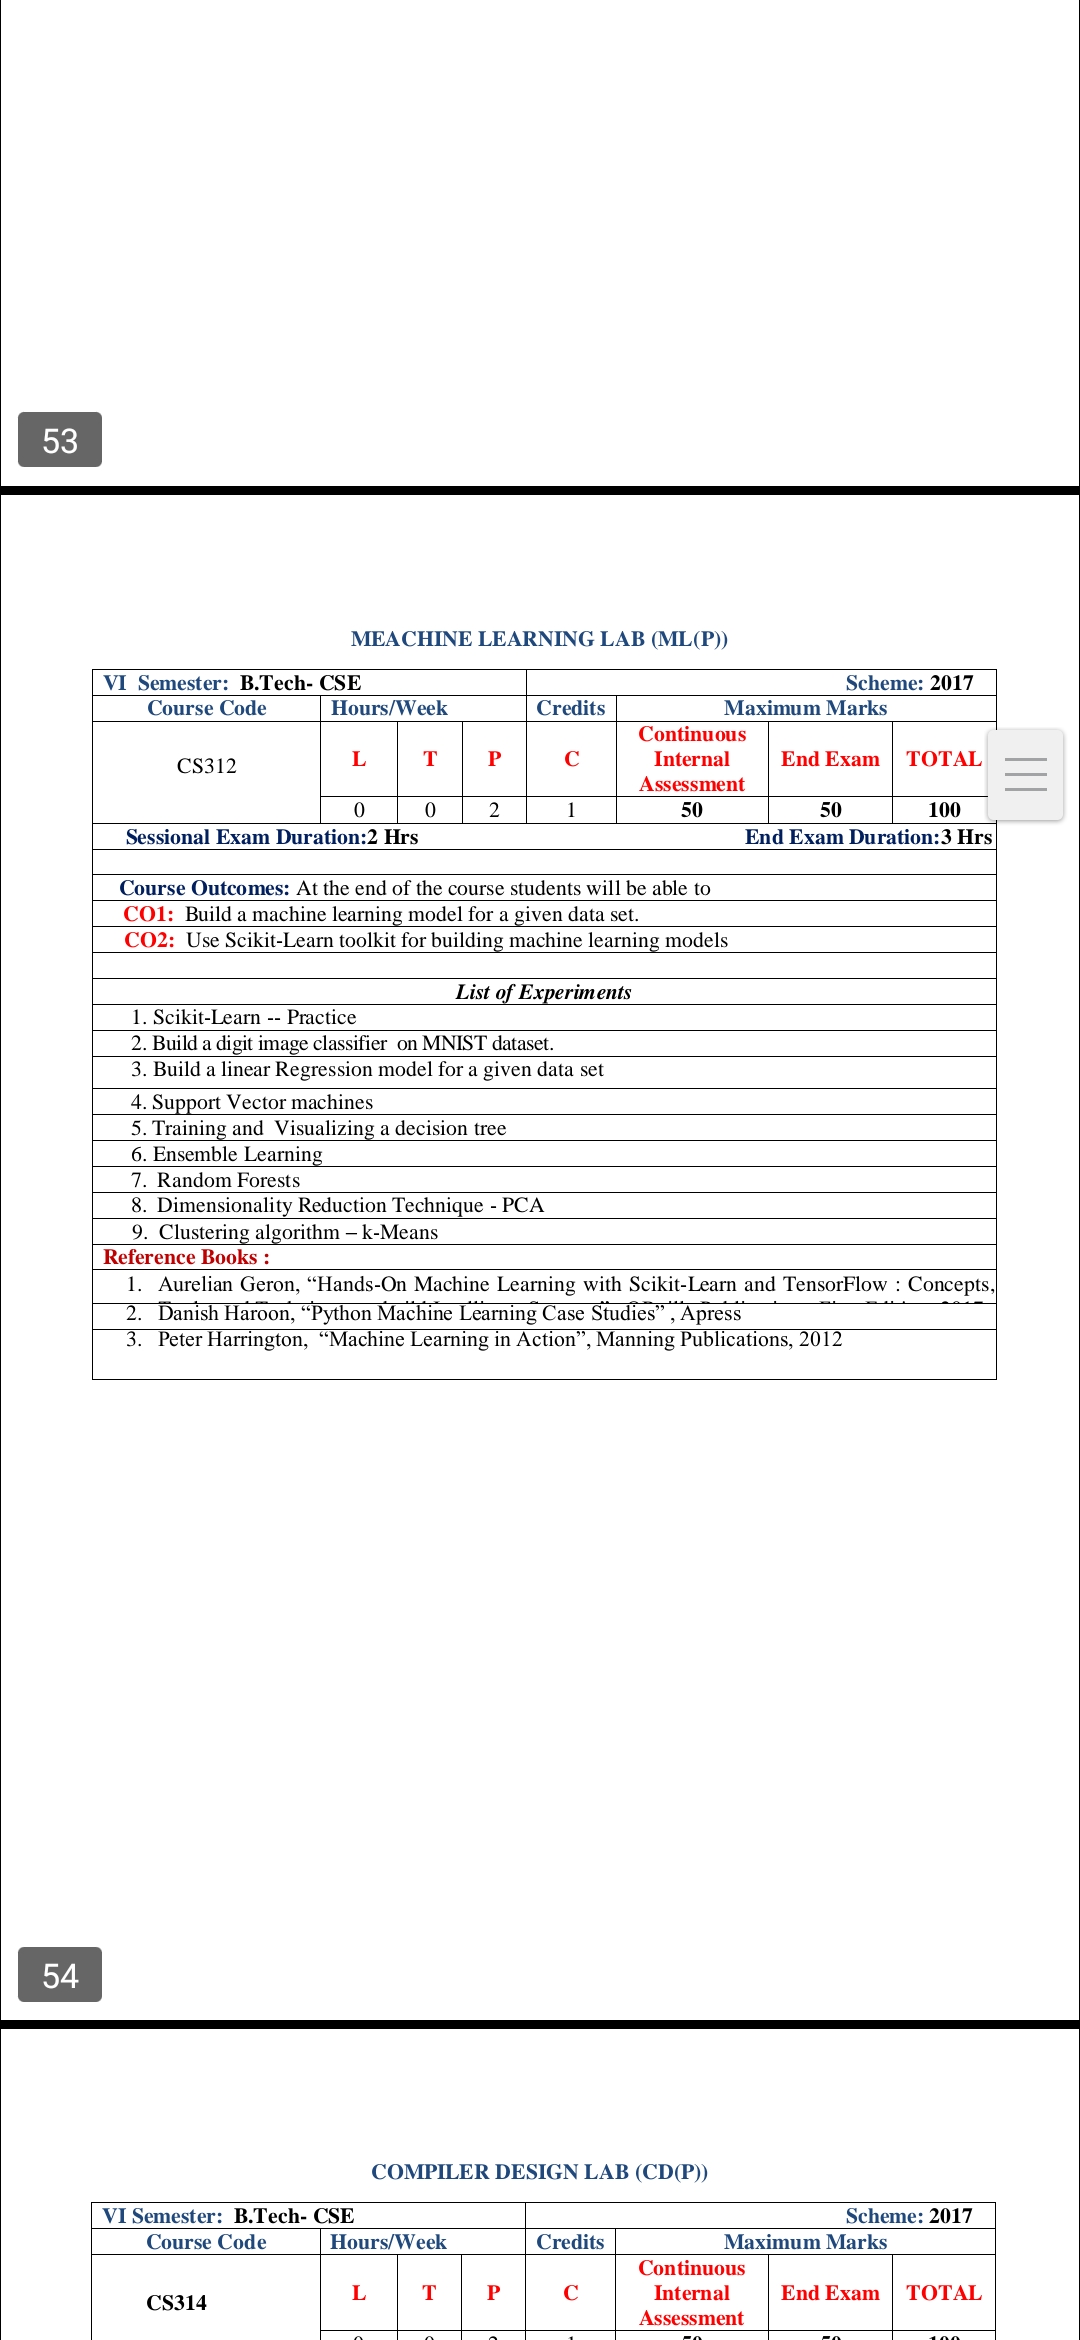 53
MEACHINE LEARNING LAB (ML(P))
VI Semester: B.Tech- CSE Scheme: 2017
Course Code Hours/Week Credits Maximum Marks
CS312 L T P C Continuous Internal Assessment End Exam TOTAL
0 0 2 1 50 50 100
Sessional Exam Duration:2 Hrs End Exam Duration:3 Hrs
Course Outcomes: At the end of the course students will be able to
CO1: Build a machine learning model for a given data set.
CO2: Use Scikit-Learn toolkit for building machine learning models
List of Experiments
1. Scikit-Learn -- Practice
2. Build a digit image classifier on MNIST dataset.
3. Build a linear Regression model for a given data set
4. Support Vector machines
5. Training and Visualizing a decision tree
6. Ensemble Learning
7. Random Forests
8. Dimensionality Reduction Technique - PCA
9. Clustering algorithm – k-Means
Reference Books :
1. Aurelian Geron, “Hands-On Machine Learning with Scikit-Learn and TensorFlow : Concepts,
2. Danish Haroon, “Python Machine Learning Case Studies” , Apress
3. Peter Harrington, “Machine Learning in Action”, Manning Publications, 2012
54
COMPILER DESIGN LAB (CD(P))
VI Semester: B.Tech- CSE Scheme: 2017
Course Code Hours/Week Credits Maximum Marks
CS314 L T P C Continuous Internal Assessment End Exam TOTAL